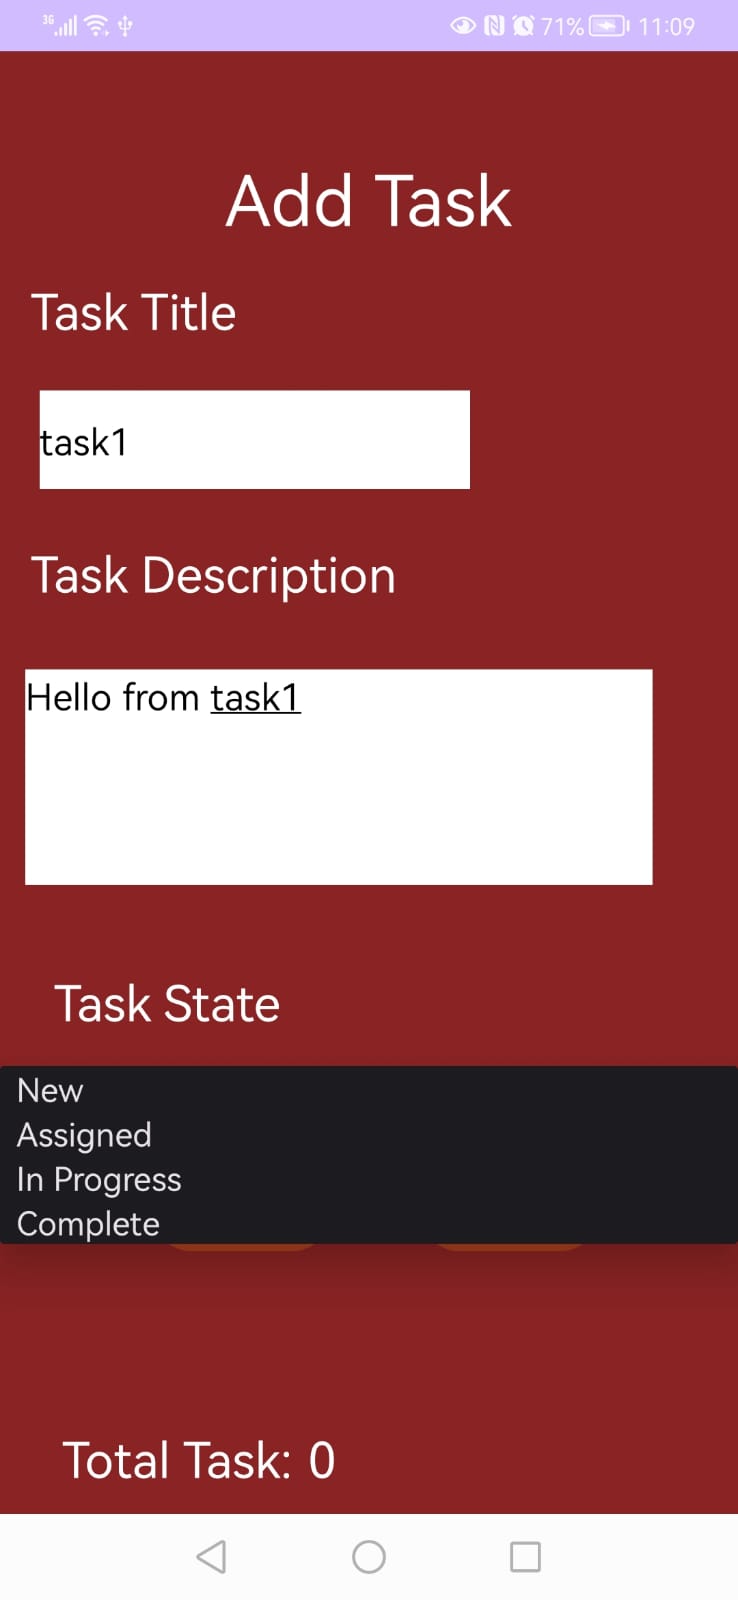 3G 71% 11:09
Add Task
Task Title
task1
Task Description
Hello from task1
Task State
New
Assigned
In Progress
Complete
Total Task: 0